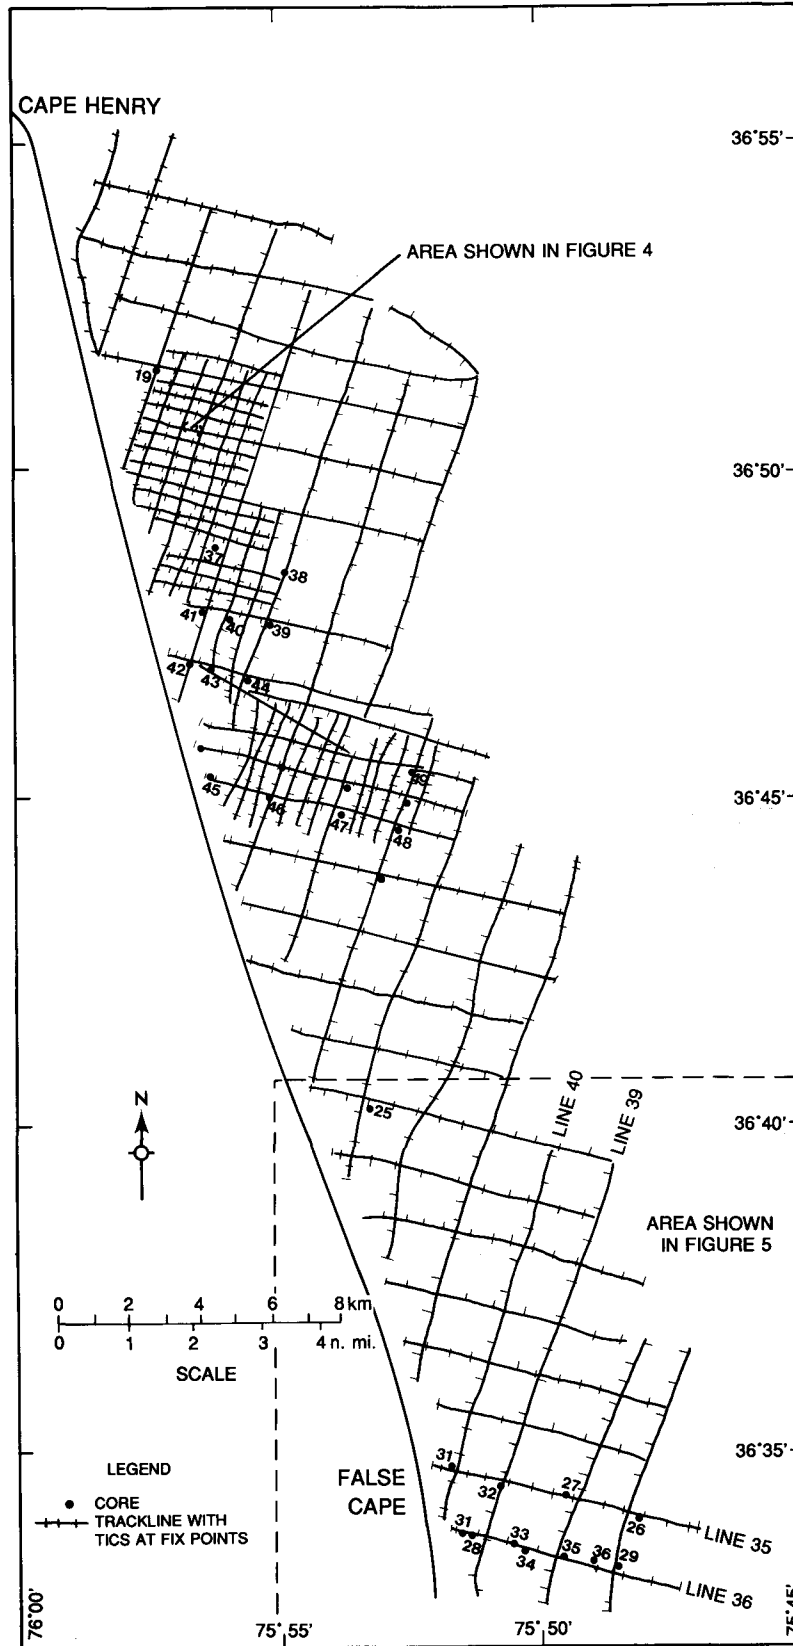 CAPE HENRY
36°55'
AREA SHOWN IN FIGURE 4
19
36°50'
37
38
41
40
39
42
43
44
49
45
46
36°45'
47
48
25
LINE 40
LINE 39
N
36°40'
AREA SHOWN
IN FIGURE 5
0 2 4 6 8 km
0 1 2 3 4 n. mi.
SCALE
36°35'
LEGEND
CORE
TRACKLINE WITH
TICS AT FIX POINTS
FALSE
CAPE
31
32
27
26
LINE 35
31
28
33
34
35
36
29
LINE 36
76°00'
75°55'
75°50'
75°45'